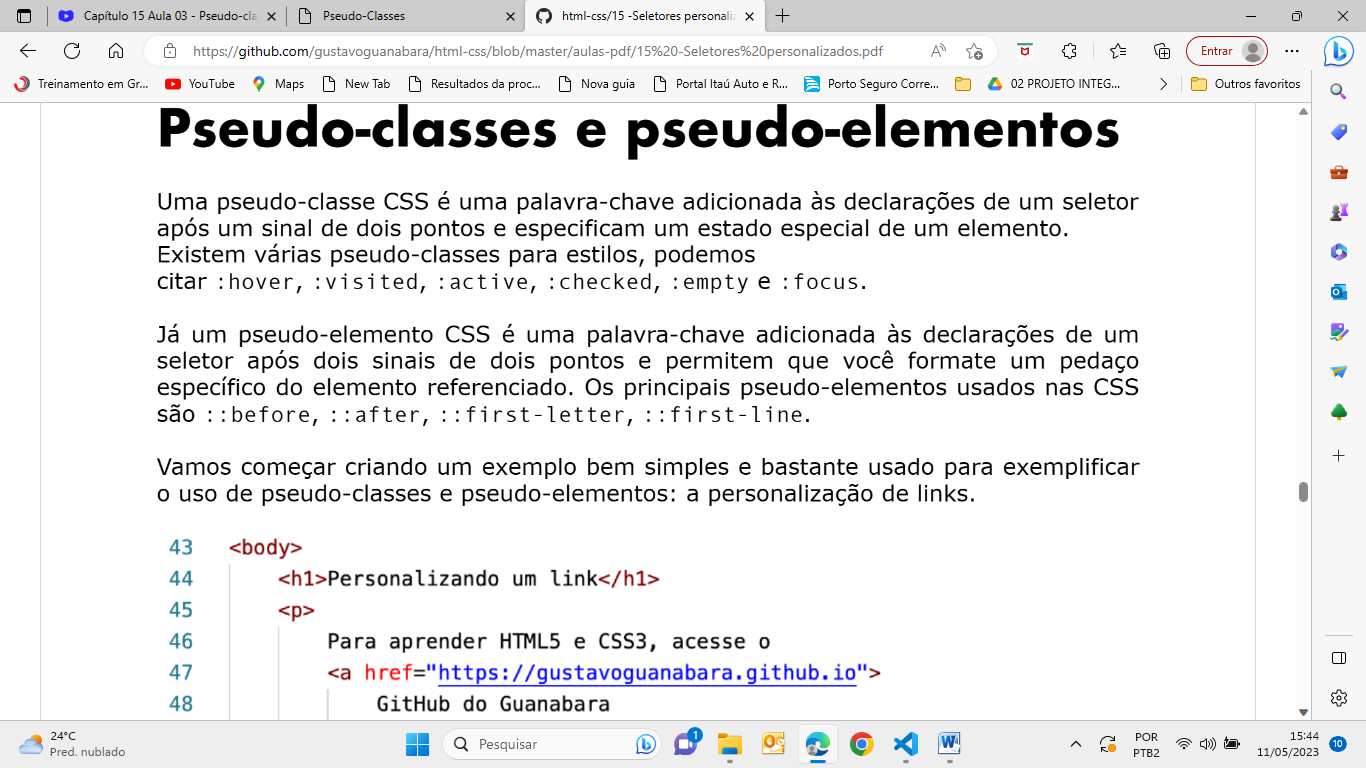 Capítulo 15 Aula 03 - Pseudo-cla
Pseudo-Classes
html-css/15 -Seletores personaliz
https://github.com/gustavoguanabara/html-css/blob/master/aulas-pdf/15%20-Seletores%20personalizados.pdf
Entrar
Treinamento em Gr...
YouTube
Maps
New Tab
Resultados da proc...
Nova guia
Portal Itaú Auto e R...
Porto Seguro Corre...
02 PROJETO INTEG...
Outros favoritos
Pseudo-classes e pseudo-elementos
Uma pseudo-classe CSS é uma palavra-chave adicionada às declarações de um seletor
após um sinal de dois pontos e especificam um estado especial de um elemento.
Existem várias pseudo-classes para estilos, podemos
citar :hover, :visited, :active, :checked, :empty e :focus.
Já um pseudo-elemento CSS é uma palavra-chave adicionada às declarações de um
seletor após dois sinais de dois pontos e permitem que você formate um pedaço
específico do elemento referenciado. Os principais pseudo-elementos usados nas CSS
são ::before, ::after, ::first-letter, ::first-line.
Vamos começar criando um exemplo bem simples e bastante usado para exemplificar
o uso de pseudo-classes e pseudo-elementos: a personalização de links.
43 <body>
44 <h1>Personalizando um link</h1>
45 <p>
46 Para aprender HTML5 e CSS3, acesse o
47 <a href="https://gustavoguanabara.github.io">
48 GitHub do Guanabara
24°C
Pred. nublado
Pesquisar
1
POR
PTB2
15:44
11/05/2023
10